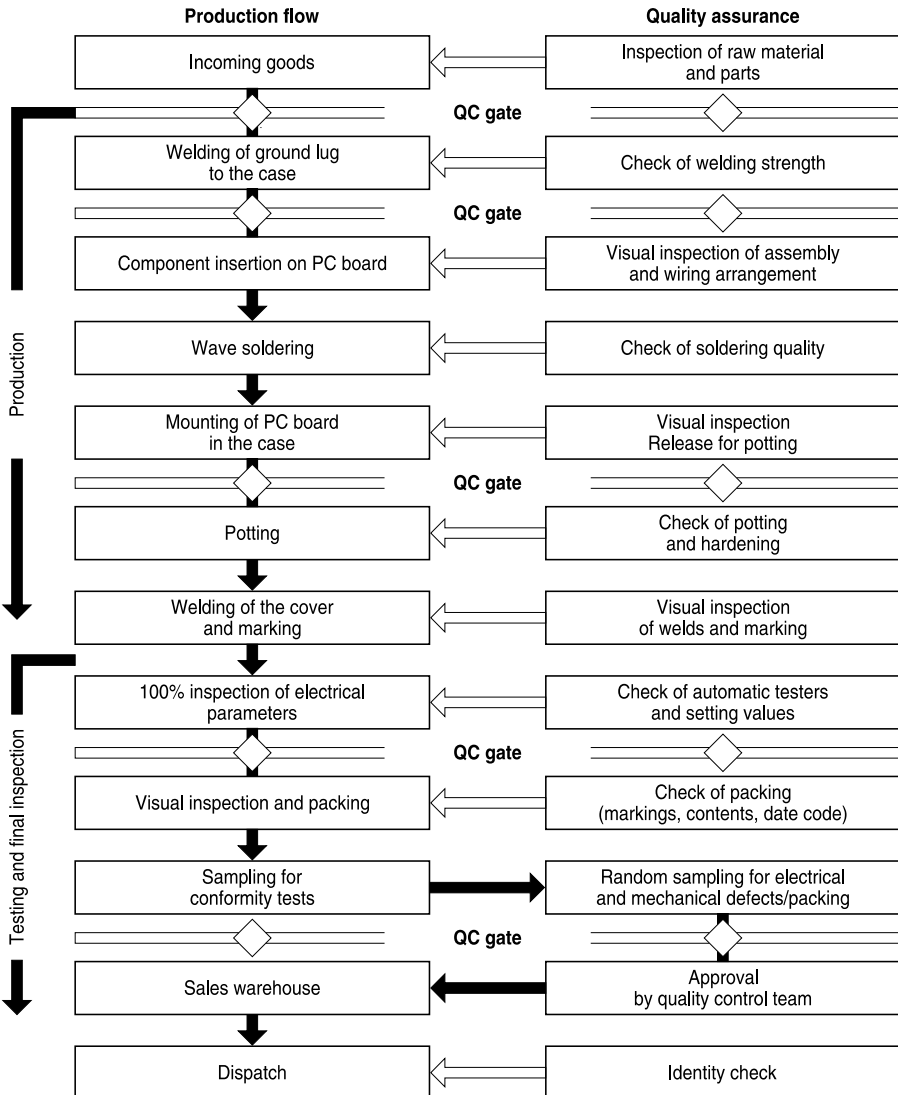 Production flow
Quality assurance
Incoming goods
Inspection of raw material
and parts
QC gate
Welding of ground lug
to the case
Check of welding strength
QC gate
Component insertion on PC board
Visual inspection of assembly
and wiring arrangement
Wave soldering
Check of soldering quality
Production
Mounting of PC board
in the case
Visual inspection
Release for potting
QC gate
Potting
Check of potting
and hardening
Welding of the cover
and marking
Visual inspection
of welds and marking
100% inspection of electrical
parameters
Check of automatic testers
and setting values
QC gate
Visual inspection and packing
Check of packing
(markings, contents, date code)
Testing and final inspection
Sampling for
conformity tests
Random sampling for electrical
and mechanical defects/packing
QC gate
Sales warehouse
Approval
by quality control team
Dispatch
Identity check